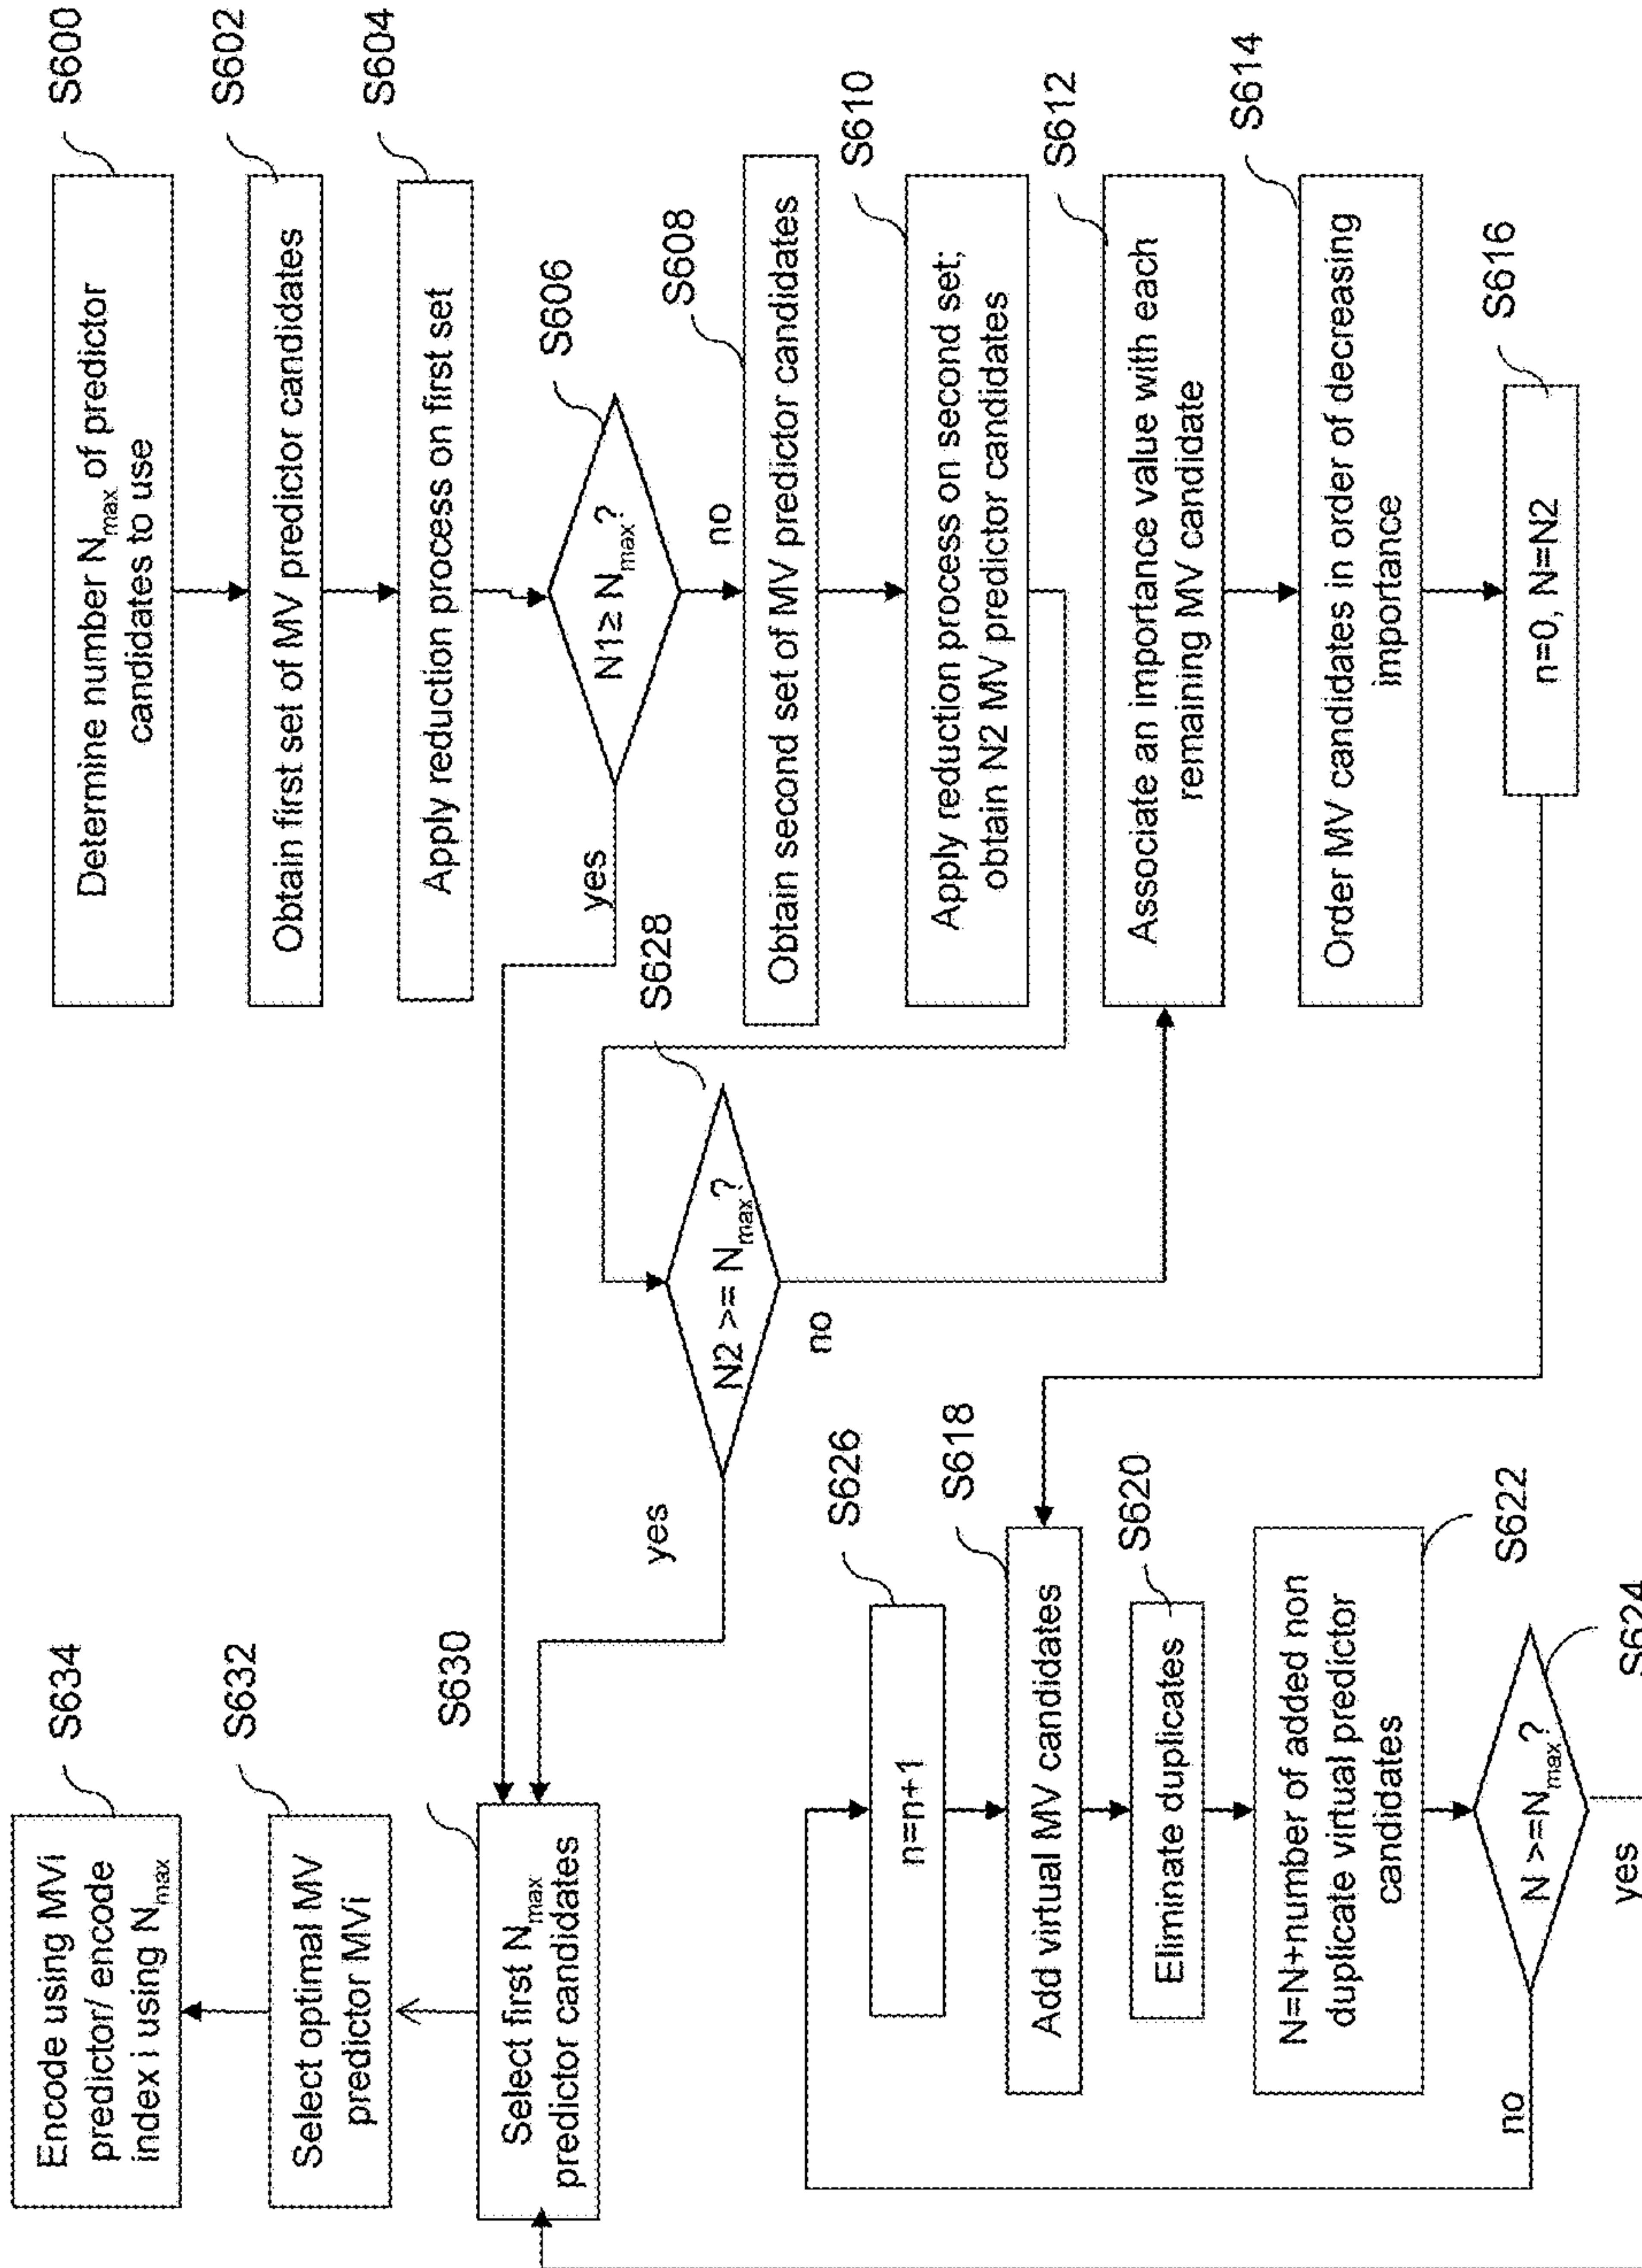 S600
Determine number Nmax of predictor
candidates to use
S602
Obtain first set of MV predictor candidates
S604
Apply reduction process on first set
S606
N1≥ Nmax?
yes
no
S608
Obtain second set of MV predictor candidates
S610
Apply reduction process on second set;
obtain N2 MV predictor candidates
S612
Associate an importance value with each
remaining MV candidate
S614
Order MV candidates in order of decreasing
importance
S616
n=0, N=N2
S628
N2 >= Nmax?
yes
no
S634
Encode using MVi
predictor/ encode
index i using Nmax
S632
Select optimal MV
predictor MVi
S630
Select first Nmax
predictor candidates
S626
n=n+1
S618
Add virtual MV candidates
S620
Eliminate duplicates
S622
N=N+number of added non
duplicate virtual predictor
candidates
S624
N >=Nmax?
no
yes